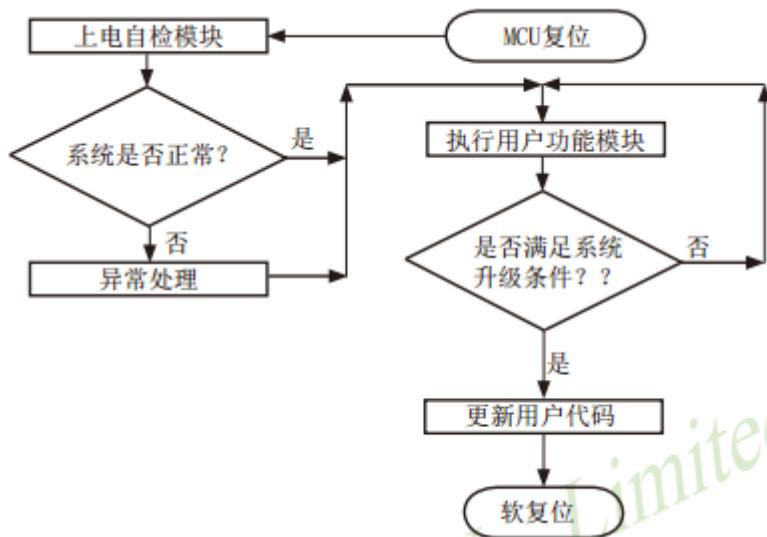 上电自检模块
MCU复位
系统是否正常?
是
否
异常处理
执行用户功能模块
是否满足系统
升级条件??
否
是
更新用户代码
软复位
Limited